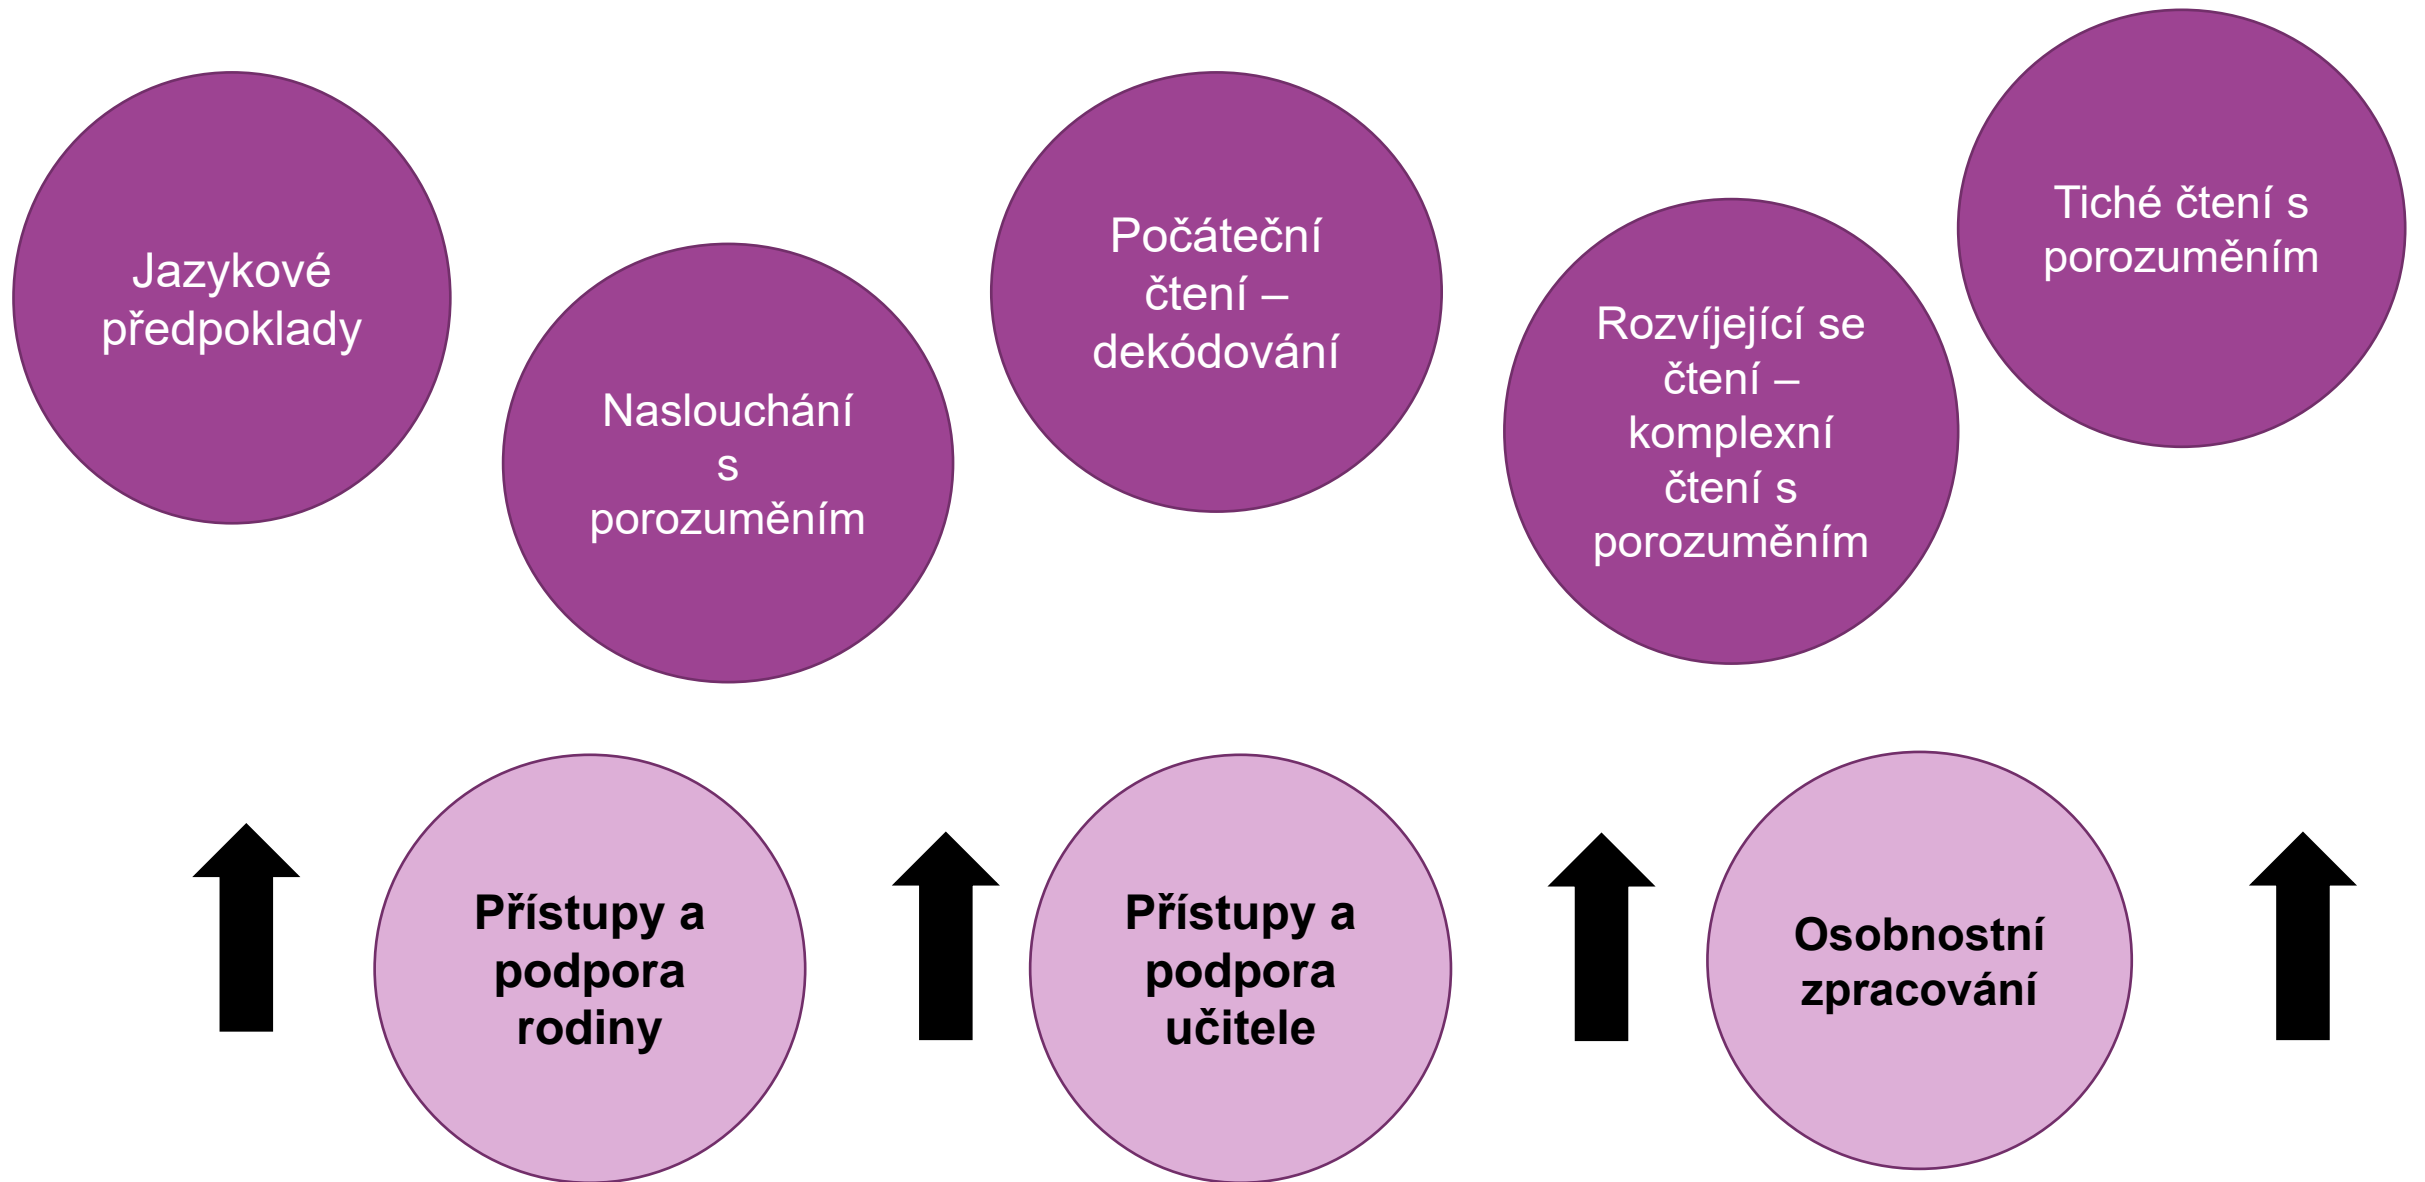 Jazykové
předpoklady
Naslouchání
s
porozuměním
Počáteční
čtení –
dekódování
Rozvíjející se
čtení –
komplexní
čtení s
porozuměním
Tiché čtení s
porozuměním
Přístupy a
podpora
rodiny
Přístupy a
podpora
učitele
Osobnostní
zpracování